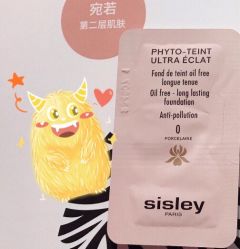 宛若
第二层肌肤
PHYTO-TEINT
ULTRA ÉCLAT
Fond de teint oil free
longue tenue
Oil free - long lasting
foundation
Anti-pollution
0
PORCELAINE
sisley
PARIS